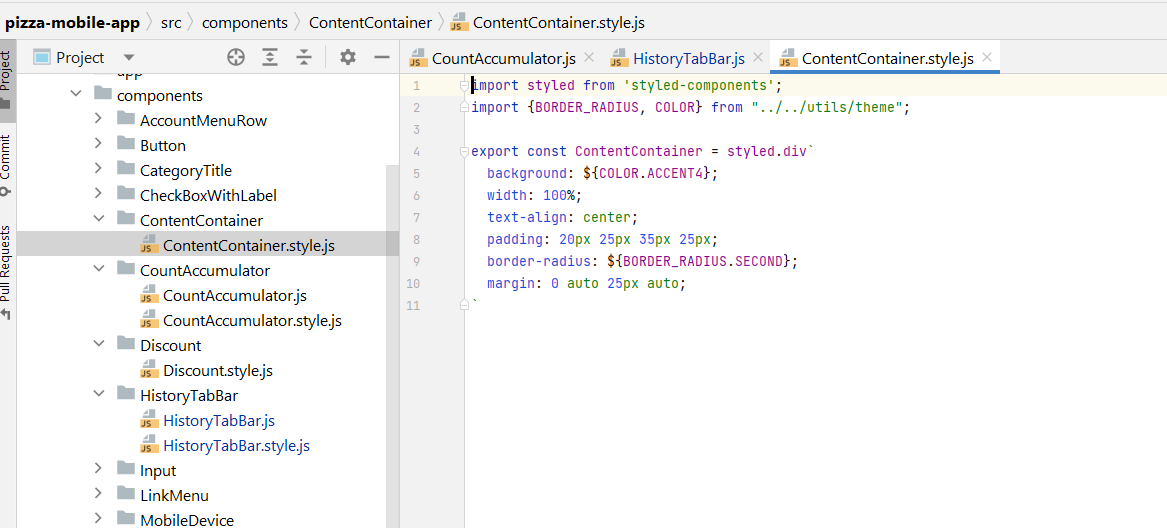 pizza-mobile-app 〉 src 〉 components 〉 ContentContainer 〉 ContentContainer.style.js
Project
Commit
Pull Requests
Project
app
components
AccountMenuRow
Button
CategoryTitle
CheckBoxWithLabel
ContentContainer
ContentContainer.style.js
CountAccumulator
CountAccumulator.js
CountAccumulator.style.js
Discount
Discount.style.js
HistoryTabBar
HistoryTabBar.js
HistoryTabBar.style.js
Input
LinkMenu
MobileDevice
CountAccumulator.js × HistoryTabBar.js × ContentContainer.style.js ×
1 import styled from 'styled-components';
2 import {BORDER_RADIUS, COLOR} from "../../utils/theme";
3
4 export const ContentContainer = styled.div`
5   background: ${COLOR.ACCENT4};
6   width: 100%;
7   text-align: center;
8   padding: 20px 25px 35px 25px;
9   border-radius: ${BORDER_RADIUS.SECOND};
10   margin: 0 auto 25px auto;
11 `